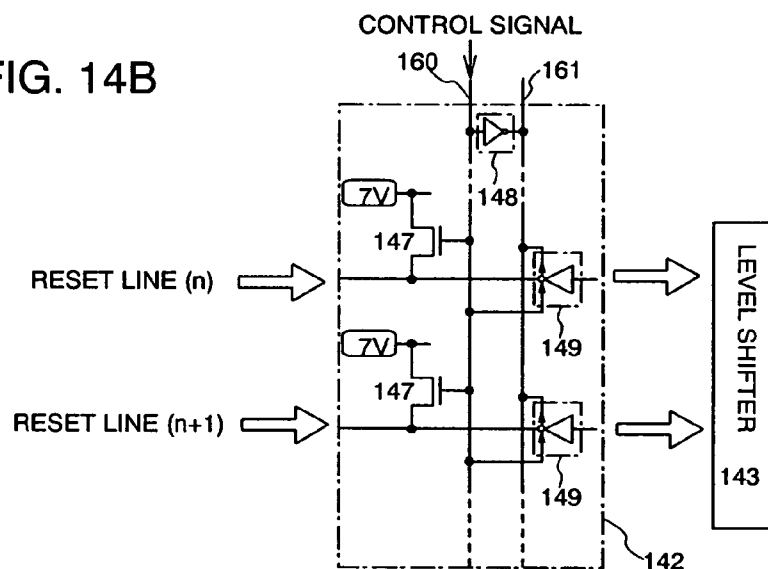 CONTROL SIGNAL
FIG. 14B
160
161
148
7V
147
RESET LINE (n)
149
7V
147
RESET LINE (n+1)
149
LEVEL SHIFTER
143
142